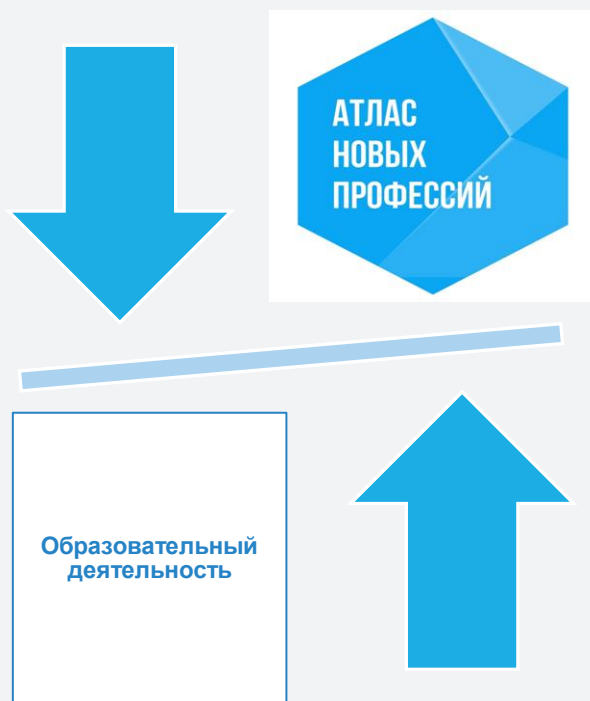 АТЛАС
НОВЫХ
ПРОФЕССИЙ
Образовательный
деятельность